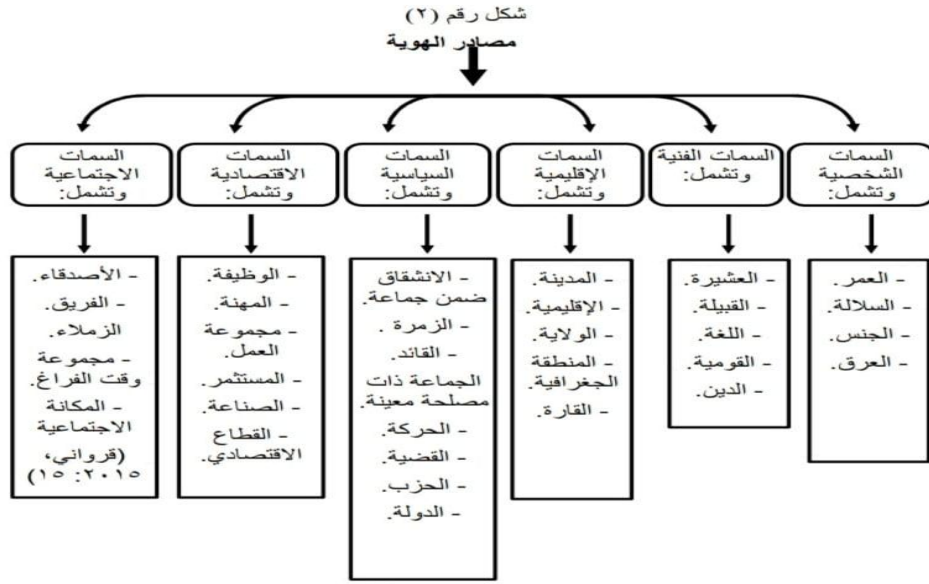 شكل رقم (٢)
مصادر الهوية
السمات
الشخصية
وتشمل:
السمات الفنية
وتشمل:
السمات
الإقليمية
وتشمل:
السمات
السياسية
وتشمل:
السمات
الاقتصادية
وتشمل:
السمات
الاجتماعية
وتشمل:
- العمر.
- السلالة.
- الجنس.
- العرق.
- العشيرة.
- القبيلة.
- اللغة.
- القومية.
- الدين.
- المدينة.
- الإقليمية.
- الولاية.
- المنطقة
الجغرافية.
- القارة.
- الانشقاق
ضمن جماعة.
- الزمرة .
- القائد.
الجماعة ذات
مصلحة معينة.
- الحركة.
- القضية.
- الحزب.
- الدولة.
- الوظيفة.
- المهنة.
- مجموعة
العمل.
- المستثمر.
- الصناعة.
- القطاع
الاقتصادي.
- الأصدقاء.
- الفريق.
الزملاء.
- مجموعة
وقت الفراغ.
- المكانة
الاجتماعية
(قرواني،
٢٠١٥: ١٥)